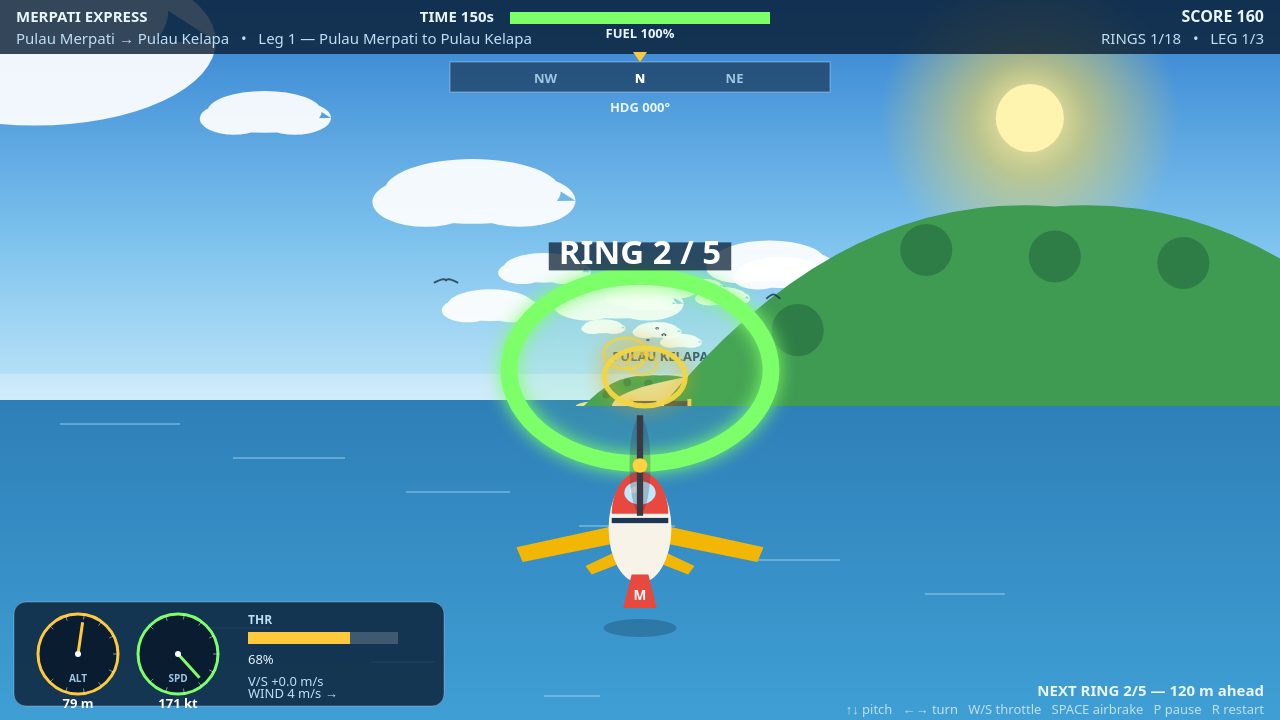 MERPATI EXPRESS
Pulau Merpati → Pulau Kelapa • Leg 1 — Pulau Merpati to Pulau Kelapa
TIME 150s
FUEL 100%
SCORE 160
RINGS 1/18 • LEG 1/3
NW N NE
HDG 000°
RING 2 / 5
PULAU KELAPA
M
ALT
79 m
SPD
171 kt
THR
68%
V/S +0.0 m/s
WIND 4 m/s →
NEXT RING 2/5 — 120 m ahead
↑↓ pitch ←→ turn W/S throttle SPACE airbrake P pause R restart